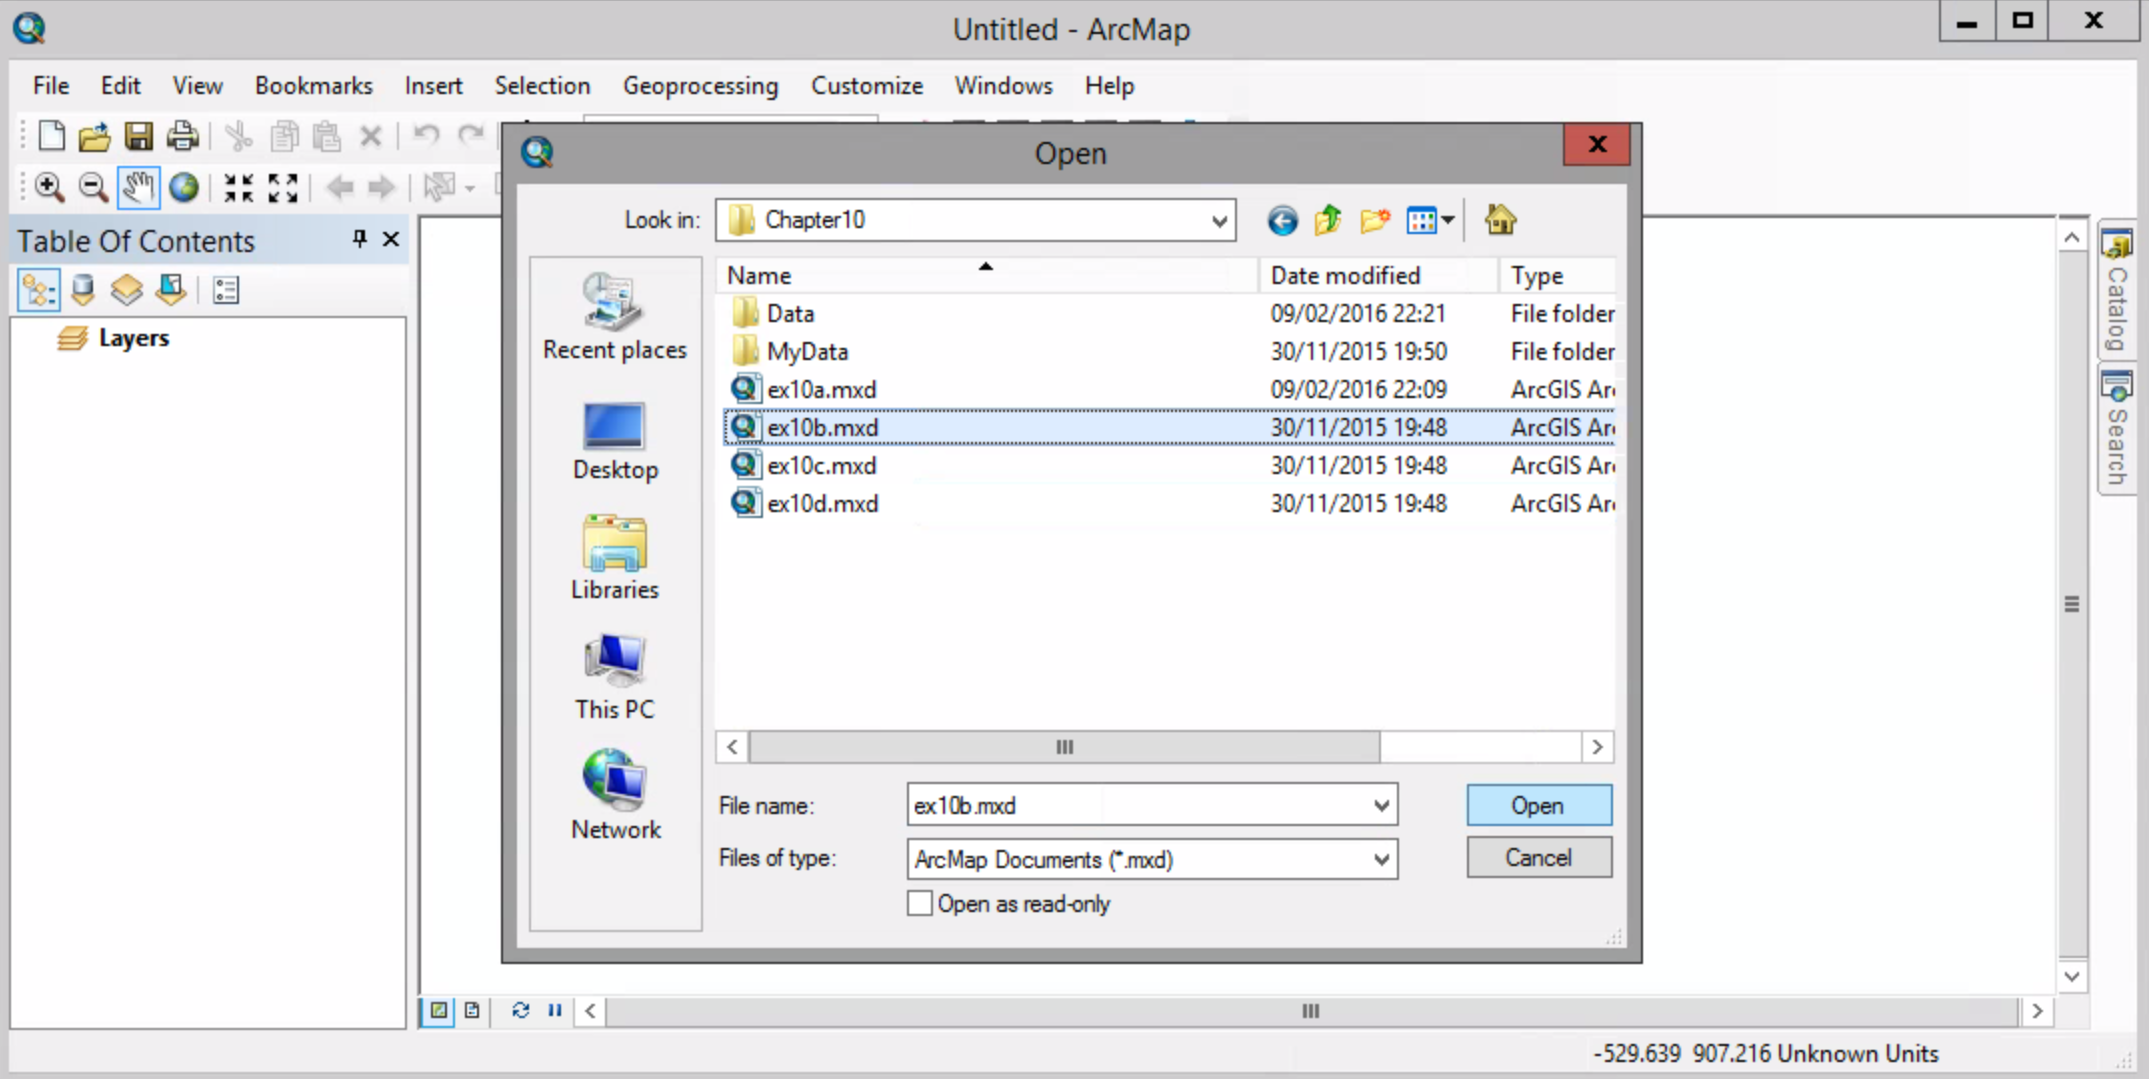 Untitled - ArcMap
File Edit View Bookmarks Insert Selection Geoprocessing Customize Windows Help
Table Of Contents
Layers
Open
Look in: Chapter10
Recent places
Desktop
Libraries
This PC
Network
Name Date modified Type
Data 09/02/2016 22:21 File folder
MyData 30/11/2015 19:50 File folder
ex10a.mxd 09/02/2016 22:09 ArcGIS Ar
ex10b.mxd 30/11/2015 19:48 ArcGIS Ar
ex10c.mxd 30/11/2015 19:48 ArcGIS Ar
ex10d.mxd 30/11/2015 19:48 ArcGIS Ar
File name: ex10b.mxd Open
Files of type: ArcMap Documents (*.mxd) Cancel
Open as read-only
Catalog
Search
-529.639 907.216 Unknown Units